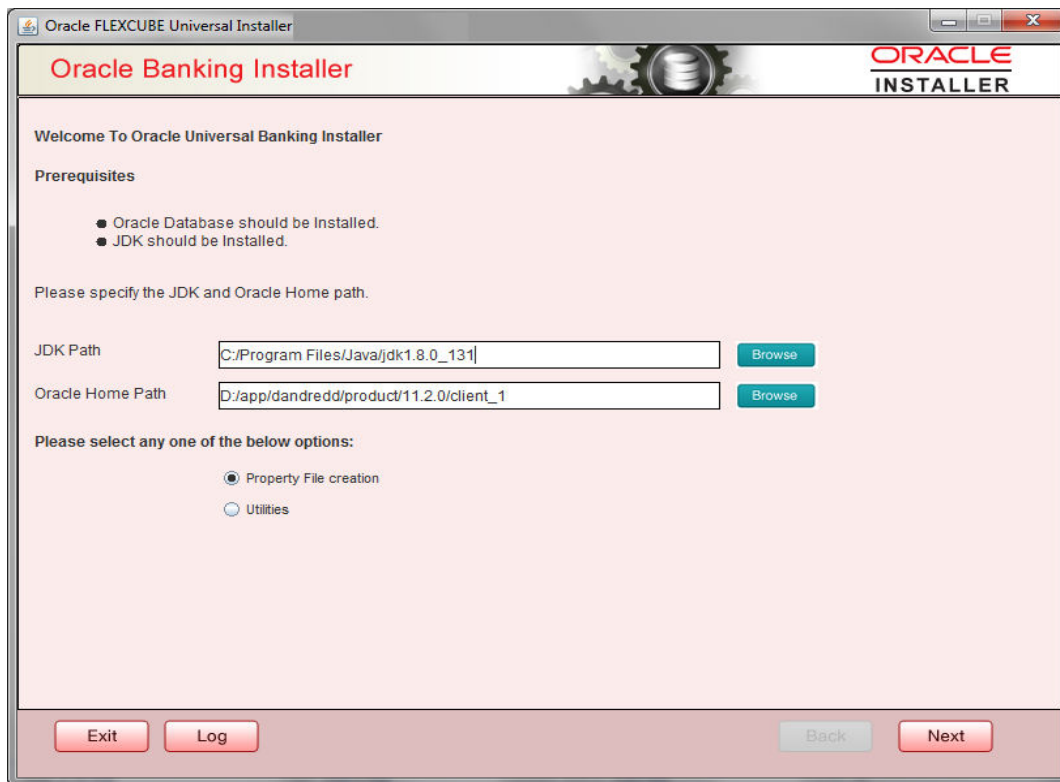 Oracle FLEXCUBE Universal Installer
Oracle Banking Installer
ORACLE
INSTALLER
Welcome To Oracle Universal Banking Installer
Prerequisites
Oracle Database should be Installed.
JDK should be Installed.
Please specify the JDK and Oracle Home path.
JDK Path
C:/Program Files/Java/jdk1.8.0_131
Browse
Oracle Home Path
D:/app/dandredd/product/11.2.0/client_1
Browse
Please select any one of the below options:
Property File creation
Utilities
Exit
Log
Back
Next